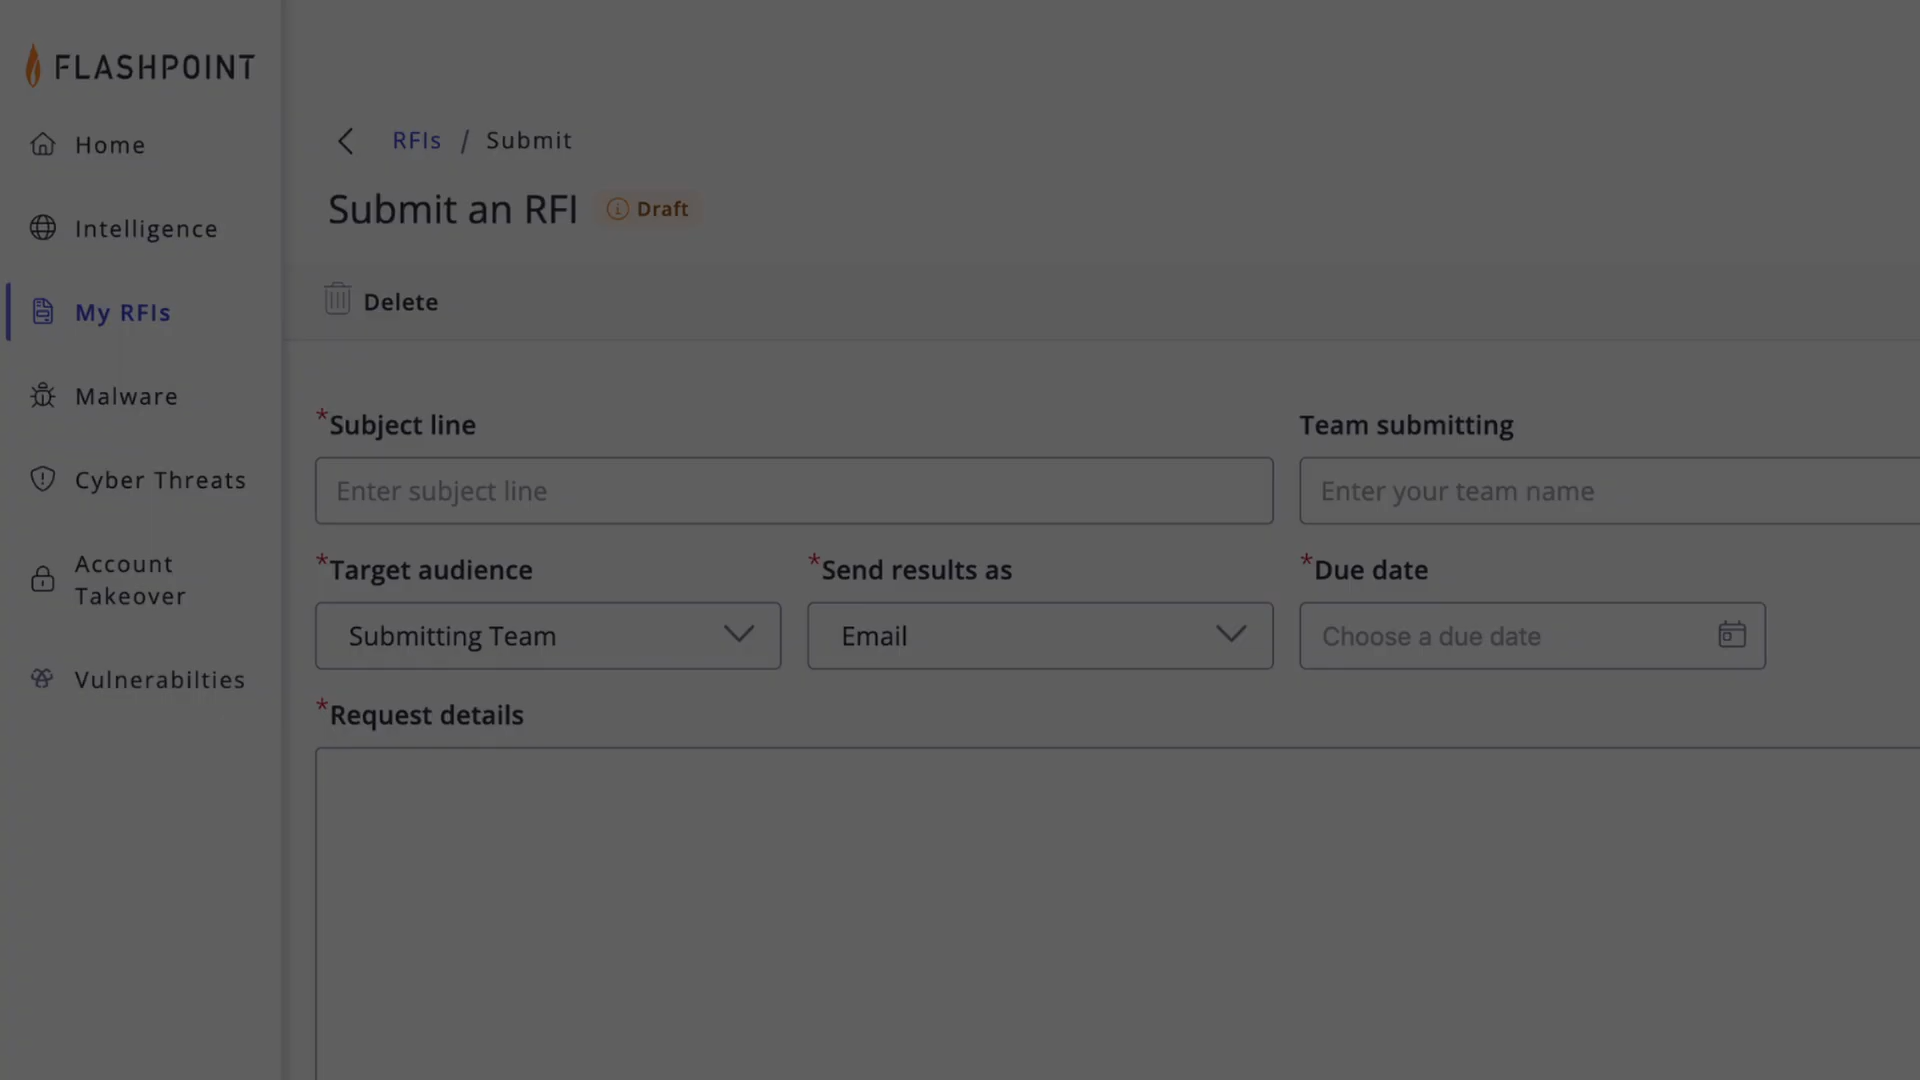 FLASHPOINT
Home
Intelligence
My RFIs
Malware
Cyber Threats
Account
Takeover
Vulnerabilties
RFIs / Submit
Submit an RFI Draft
Delete
*Subject line
Enter subject line
Team submitting
Enter your team name
*Target audience
Submitting Team
*Send results as
Email
*Due date
Choose a due date
*Request details